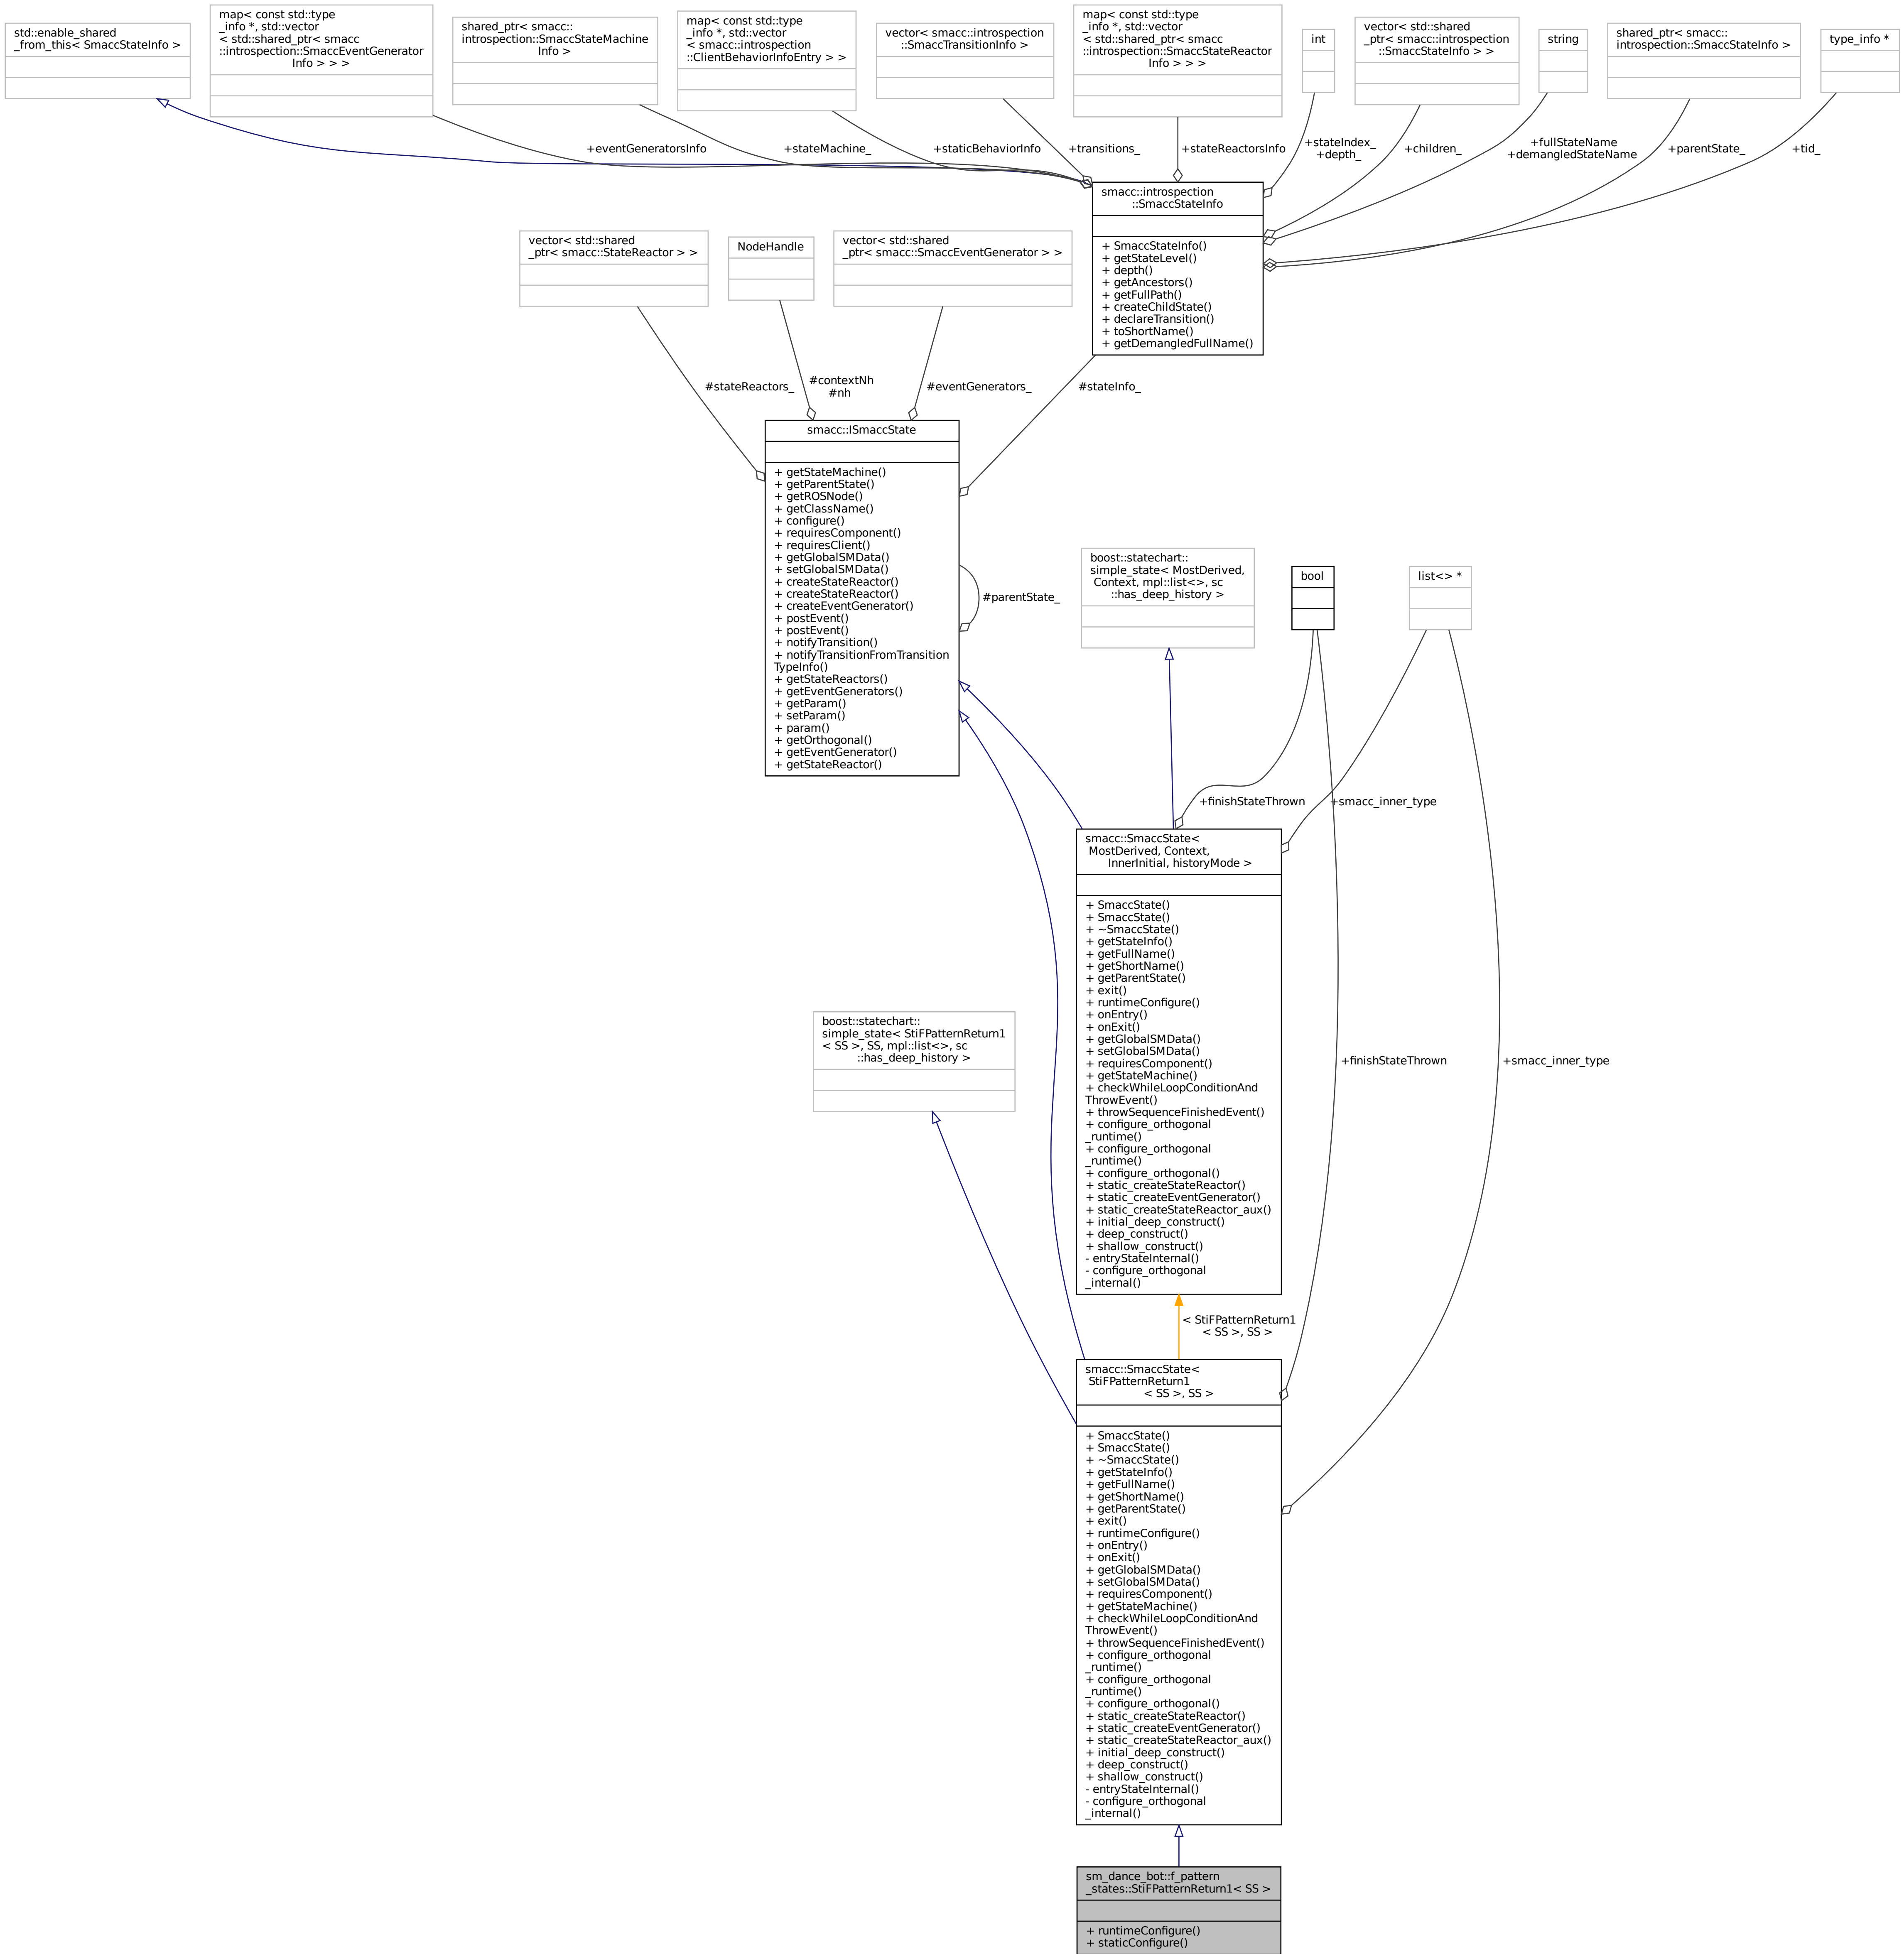 std::enable_shared
_from_this< SmaccStateInfo >
map< const std::type
_info *, std::vector
< std::shared_ptr< smacc
::introspection::SmaccEventGenerator
Info > > >
shared_ptr< smacc::
introspection::SmaccStateMachine
Info >
map< const std::type
_info *, std::vector
< smacc::introspection
::ClientBehaviorInfoEntry > >
vector< smacc::introspection
::SmaccTransitionInfo >
map< const std::type
_info *, std::vector
< std::shared_ptr< smacc
::introspection::SmaccStateReactor
Info > > >
int
vector< std::shared
_ptr< smacc::introspection
::SmaccStateInfo > >
string
shared_ptr< smacc::
introspection::SmaccStateInfo >
type_info *
+eventGeneratorsInfo
+stateMachine_
+staticBehaviorInfo
+transitions_
+stateReactorsInfo
+stateIndex_
+depth_
+children_
+fullStateName
+demangledStateName
+parentState_
+tid_
smacc::introspection
::SmaccStateInfo
+ SmaccStateInfo()
+ getStateLevel()
+ depth()
+ getAncestors()
+ getFullPath()
+ createChildState()
+ declareTransition()
+ toShortName()
+ getDemangledFullName()
vector< std::shared
_ptr< smacc::StateReactor > >
NodeHandle
vector< std::shared
_ptr< smacc::SmaccEventGenerator > >
#stateReactors_
#contextNh
#nh
#eventGenerators_
#stateInfo_
smacc::ISmaccState
+ getStateMachine()
+ getParentState()
+ getROSNode()
+ getClassName()
+ configure()
+ requiresComponent()
+ requiresClient()
+ getGlobalSMData()
+ setGlobalSMData()
+ createStateReactor()
+ createStateReactor()
+ createEventGenerator()
+ postEvent()
+ postEvent()
+ notifyTransition()
+ notifyTransitionFromTransition
TypeInfo()
+ getStateReactors()
+ getEventGenerators()
+ getParam()
+ setParam()
+ param()
+ getOrthogonal()
+ getEventGenerator()
+ getStateReactor()
#parentState_
boost::statechart::
simple_state< MostDerived,
Context, mpl::list<>, sc
::has_deep_history >
bool
list<> *
+finishStateThrown
+smacc_inner_type
smacc::SmaccState<
MostDerived, Context,
InnerInitial, historyMode >
+ SmaccState()
+ SmaccState()
+ ~SmaccState()
+ getStateInfo()
+ getFullName()
+ getShortName()
+ getParentState()
+ exit()
+ runtimeConfigure()
+ onEntry()
+ onExit()
+ getGlobalSMData()
+ setGlobalSMData()
+ requiresComponent()
+ getStateMachine()
+ checkWhileLoopConditionAnd
ThrowEvent()
+ throwSequenceFinishedEvent()
+ configure_orthogonal
_runtime()
+ configure_orthogonal
_runtime()
+ configure_orthogonal()
+ static_createStateReactor()
+ static_createEventGenerator()
+ static_createStateReactor_aux()
+ initial_deep_construct()
+ deep_construct()
+ shallow_construct()
- entryStateInternal()
- configure_orthogonal
_internal()
boost::statechart::
simple_state< StiFPatternReturn1
< SS >, SS, mpl::list<>, sc
::has_deep_history >
+finishStateThrown
+smacc_inner_type
< StiFPatternReturn1
< SS >, SS >
smacc::SmaccState<
StiFPatternReturn1
< SS >, SS >
+ SmaccState()
+ SmaccState()
+ ~SmaccState()
+ getStateInfo()
+ getFullName()
+ getShortName()
+ getParentState()
+ exit()
+ runtimeConfigure()
+ onEntry()
+ onExit()
+ getGlobalSMData()
+ setGlobalSMData()
+ requiresComponent()
+ getStateMachine()
+ checkWhileLoopConditionAnd
ThrowEvent()
+ throwSequenceFinishedEvent()
+ configure_orthogonal
_runtime()
+ configure_orthogonal
_runtime()
+ configure_orthogonal()
+ static_createStateReactor()
+ static_createEventGenerator()
+ static_createStateReactor_aux()
+ initial_deep_construct()
+ deep_construct()
+ shallow_construct()
- entryStateInternal()
- configure_orthogonal
_internal()
sm_dance_bot::f_pattern
_states::StiFPatternReturn1< SS >
+ runtimeConfigure()
+ staticConfigure()